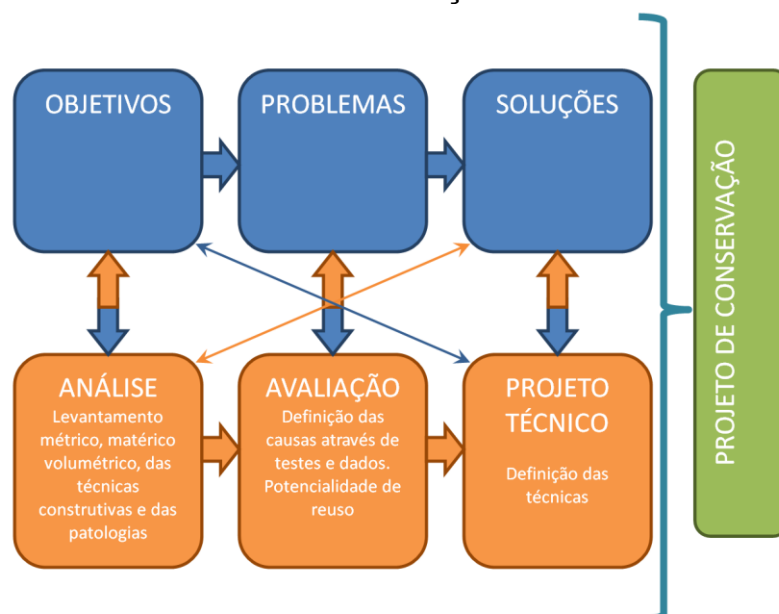 OBJETIVOS
PROBLEMAS
SOLUÇÕES
ANÁLISE
Levantamento
métrico, matérico
volumétrico, das
técnicas
construtivas e das
patologias
AVALIAÇÃO
Definição das
causas através de
testes e dados.
Potencialidade de
reuso
PROJETO
TÉCNICO
Definição das
técnicas
PROJETO DE CONSERVAÇÃO